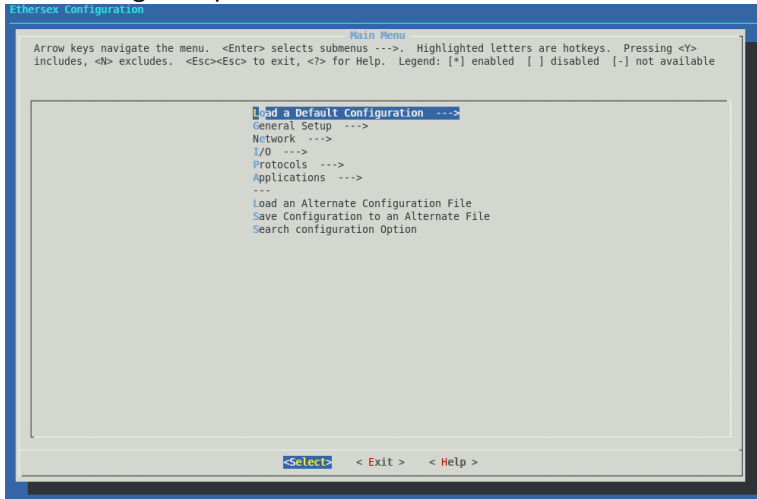 Ethersex Configuration
Main Menu
Arrow keys navigate the menu. <Enter> selects submenus --->. Highlighted letters are hotkeys. Pressing <Y>
includes, <N> excludes. <Esc><Esc> to exit, <?> for Help. Legend: [*] enabled [ ] disabled [-] not available
Load a Default Configuration --->
General Setup --->
Network --->
I/O --->
Protocols --->
Applications --->
---
Load an Alternate Configuration File
Save Configuration to an Alternate File
Search configuration Option
<Select> < Exit > < Help >